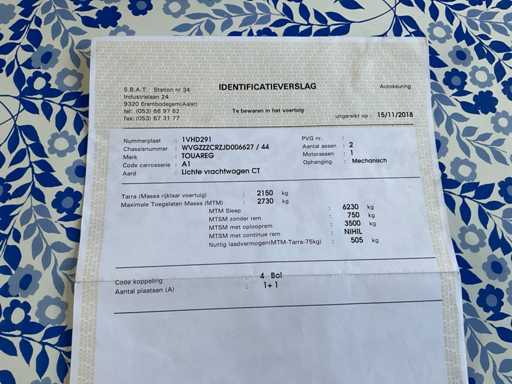 S.B.A.T. Station nr 34
Industrielaan 24
9320 Erembodegem(Aalst)
tel: (053) 66 97 62
fax: (053) 67 31 77
IDENTIFICATIEVERSLAG
Autokeuring
Te bewaren in het voertuig
uitgereikt op : 15/11/2018
Nummerplaat : 1VHD291
Chassisnummer : WVGZZZCRZJD006627 / 44
Merk : TOUAREG
Code carrosserie : A1
Aard : Lichte vrachtwagen CT
PVG nr. :
Aantal assen : 2
Motorassen : 1
Ophanging : Mechanisch
Tarra (Massa rijklaar voertuig) : 2150 kg
Maximale Toegelaten Massa (MTM) : 2730 kg
MTM Sleep : 6230 kg
MTSM zonder rem : 750 kg
MTSM met oplooprem : 3500 kg
MTSM met continue rem : NIHIL
Nuttig laadvermogen(MTM-Tarra-75kg) : 505 kg
Code koppeling : 4 Bol
Aantal plaatsen (A) : 1+1